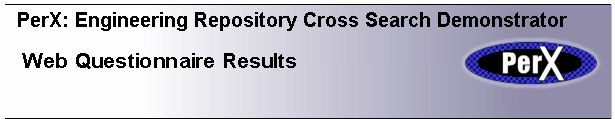 PerX: Engineering Repository Cross Search Demonstrator
Web Questionnaire Results
PerX